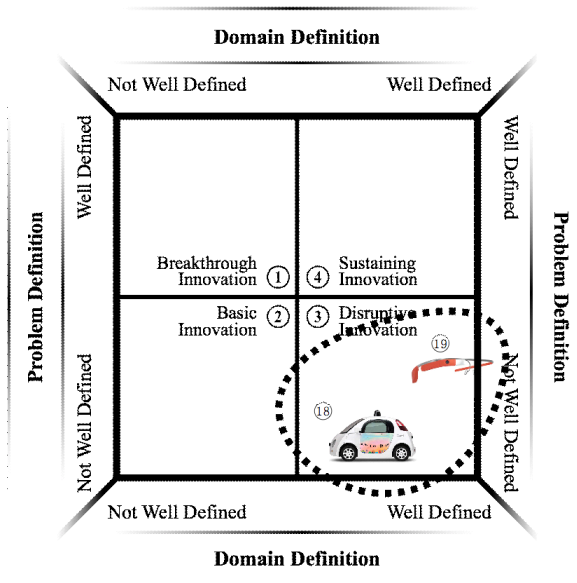 Domain Definition
Not Well Defined
Well Defined
Well Defined
Well Defined
Problem Definition
Problem Definition
Breakthrough
Innovation
1
4
Sustaining
Innovation
Basic
Innovation
2
3
Disruptive
Innovation
19
18
Not Well Defined
Not Well Defined
Not Well Defined
Well Defined
Domain Definition